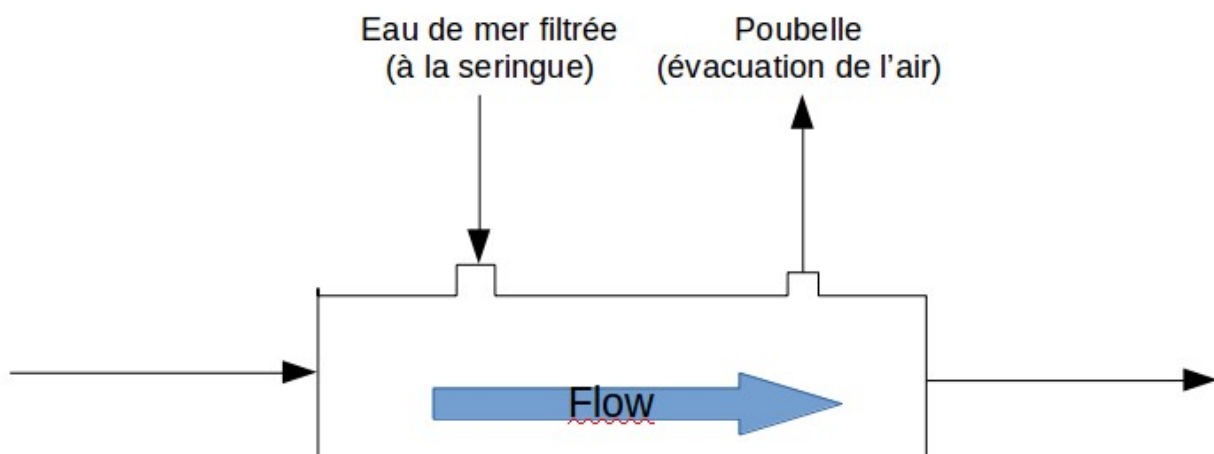 Eau de mer filtrée
(à la seringue)
Poubelle
(évacuation de l’air)
Flow